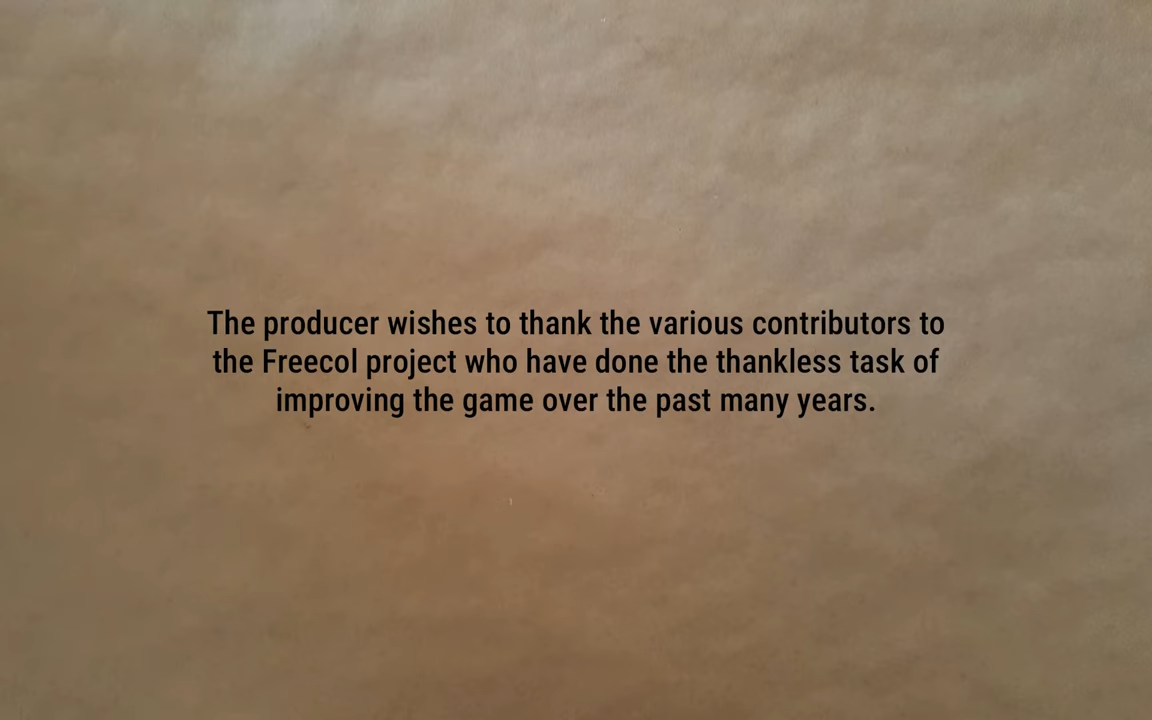 The producer wishes to thank the various contributors to
the Freecol project who have done the thankless task of
improving the game over the past many years.